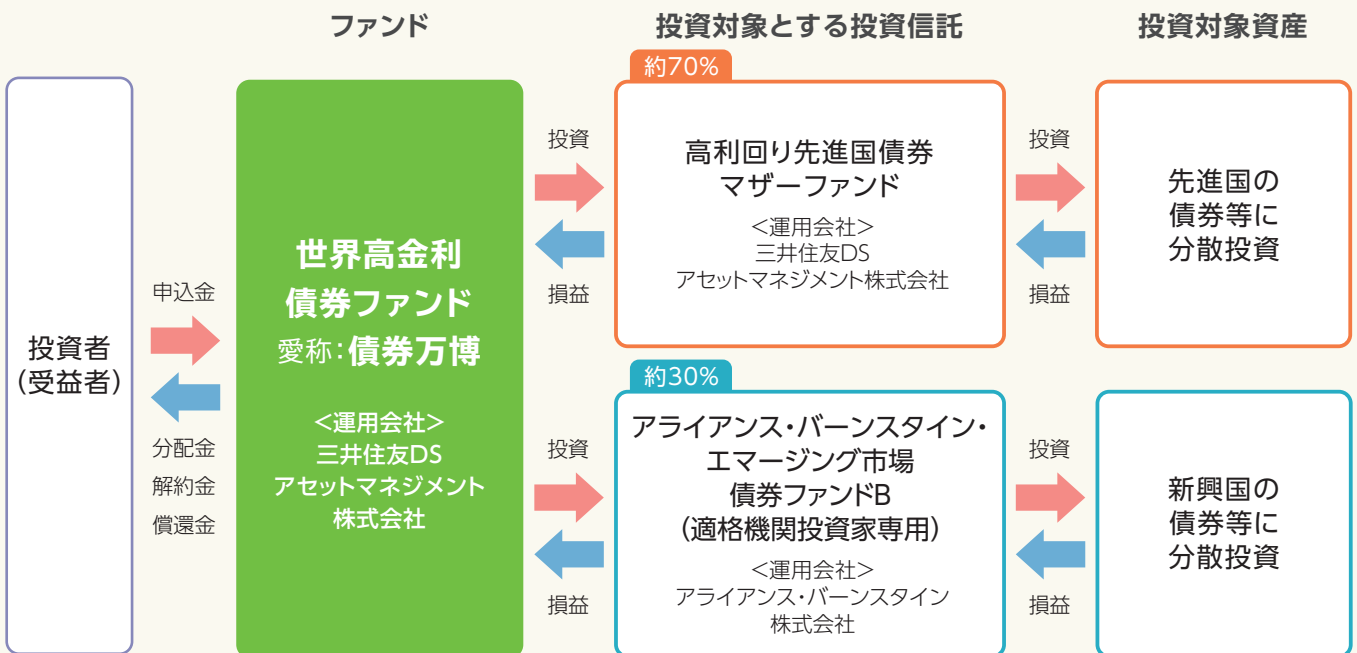 ファンド
投資対象とする投資信託
投資対象資産
投資者
(受益者)
申込金
分配金
解約金
償還金
世界高金利
債券ファンド
愛称:債券万博
<運用会社>
三井住友DS
アセットマネジメント
株式会社
投資
損益
約70%
高利回り先進国債券
マザーファンド
<運用会社>
三井住友DS
アセットマネジメント株式会社
投資
損益
先進国の
債券等に
分散投資
投資
損益
約30%
アライアンス・バーンスタイン・
エマージング市場
債券ファンドB
(適格機関投資家専用)
<運用会社>
アライアンス・バーンスタイン
株式会社
投資
損益
新興国の
債券等に
分散投資